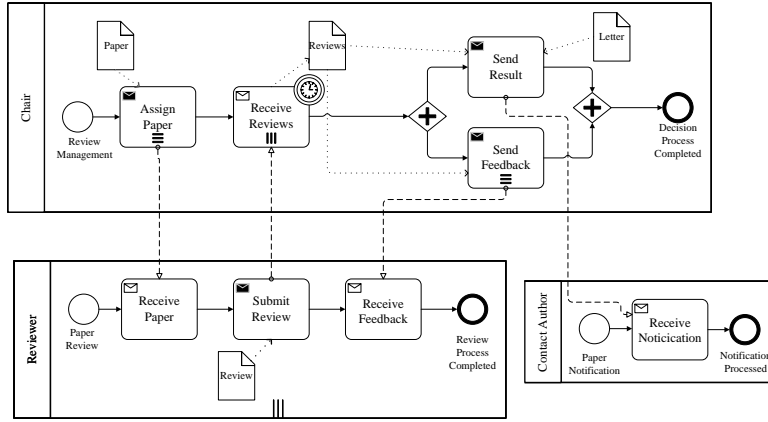 Chair
Paper
Reviews
Letter
Send
Result
Assign
Paper
Receive
Reviews
Review
Management
Send
Feedback
Decision
Process
Completed
Reviewer
Receive
Paper
Submit
Review
Receive
Feedback
Paper
Review
Review
Process
Completed
Review
Contact Author
Receive
Noticication
Paper
Notification
Notification
Processed